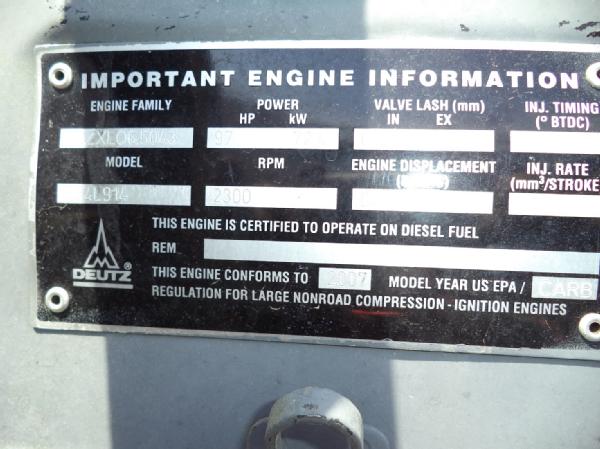 IMPORTANT ENGINE INFORMATION
ENGINE FAMILY POWER VALVE LASH (mm) INJ. TIMING
HP kW IN EX (° BTDC)
97
MODEL RPM ENGINE DISPLACEMENT INJ. RATE
(mm³/STROKE
4L914 2300
THIS ENGINE IS CERTIFIED TO OPERATE ON DIESEL FUEL
REM
DEUTZ
THIS ENGINE CONFORMS TO 2007 MODEL YEAR US EPA / CARB
REGULATION FOR LARGE NONROAD COMPRESSION - IGNITION ENGINES